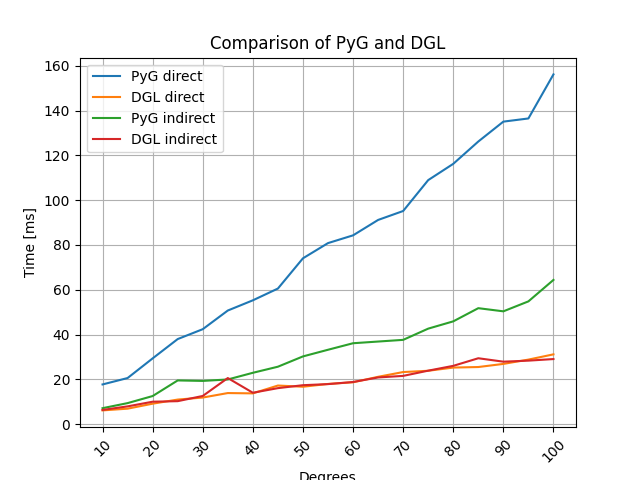 Comparison of PyG and DGL
PyG direct
DGL direct
PyG indirect
DGL indirect
160
140
120
100
80
60
40
20
0
Time [ms]
10
20
30
40
50
60
70
80
90
100
Degrees